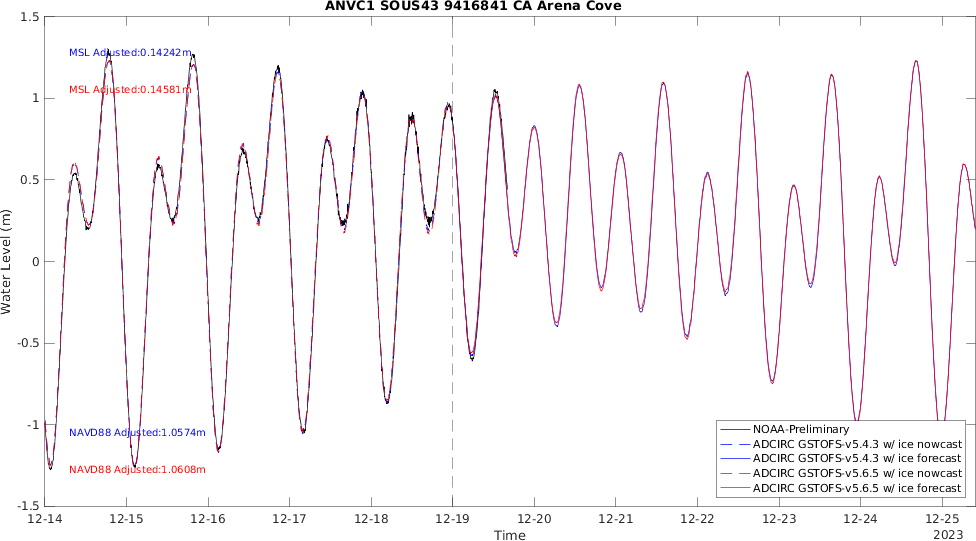 ANVC1 SOUS43 9416841 CA Arena Cove
1.5
1
0.5
0
-0.5
-1
-1.5
Water Level (m)
MSL Adjusted:0.14242m
MSL Adjusted:0.14581m
NAVD88 Adjusted:1.0574m
NAVD88 Adjusted:1.0608m
NOAA-Preliminary
ADCIRC GSTOFS-v5.4.3 w/ ice nowcast
ADCIRC GSTOFS-v5.4.3 w/ ice forecast
ADCIRC GSTOFS-v5.6.5 w/ ice nowcast
ADCIRC GSTOFS-v5.6.5 w/ ice forecast
12-14 12-15 12-16 12-17 12-18 12-19 12-20 12-21 12-22 12-23 12-24 12-25
Time
2023